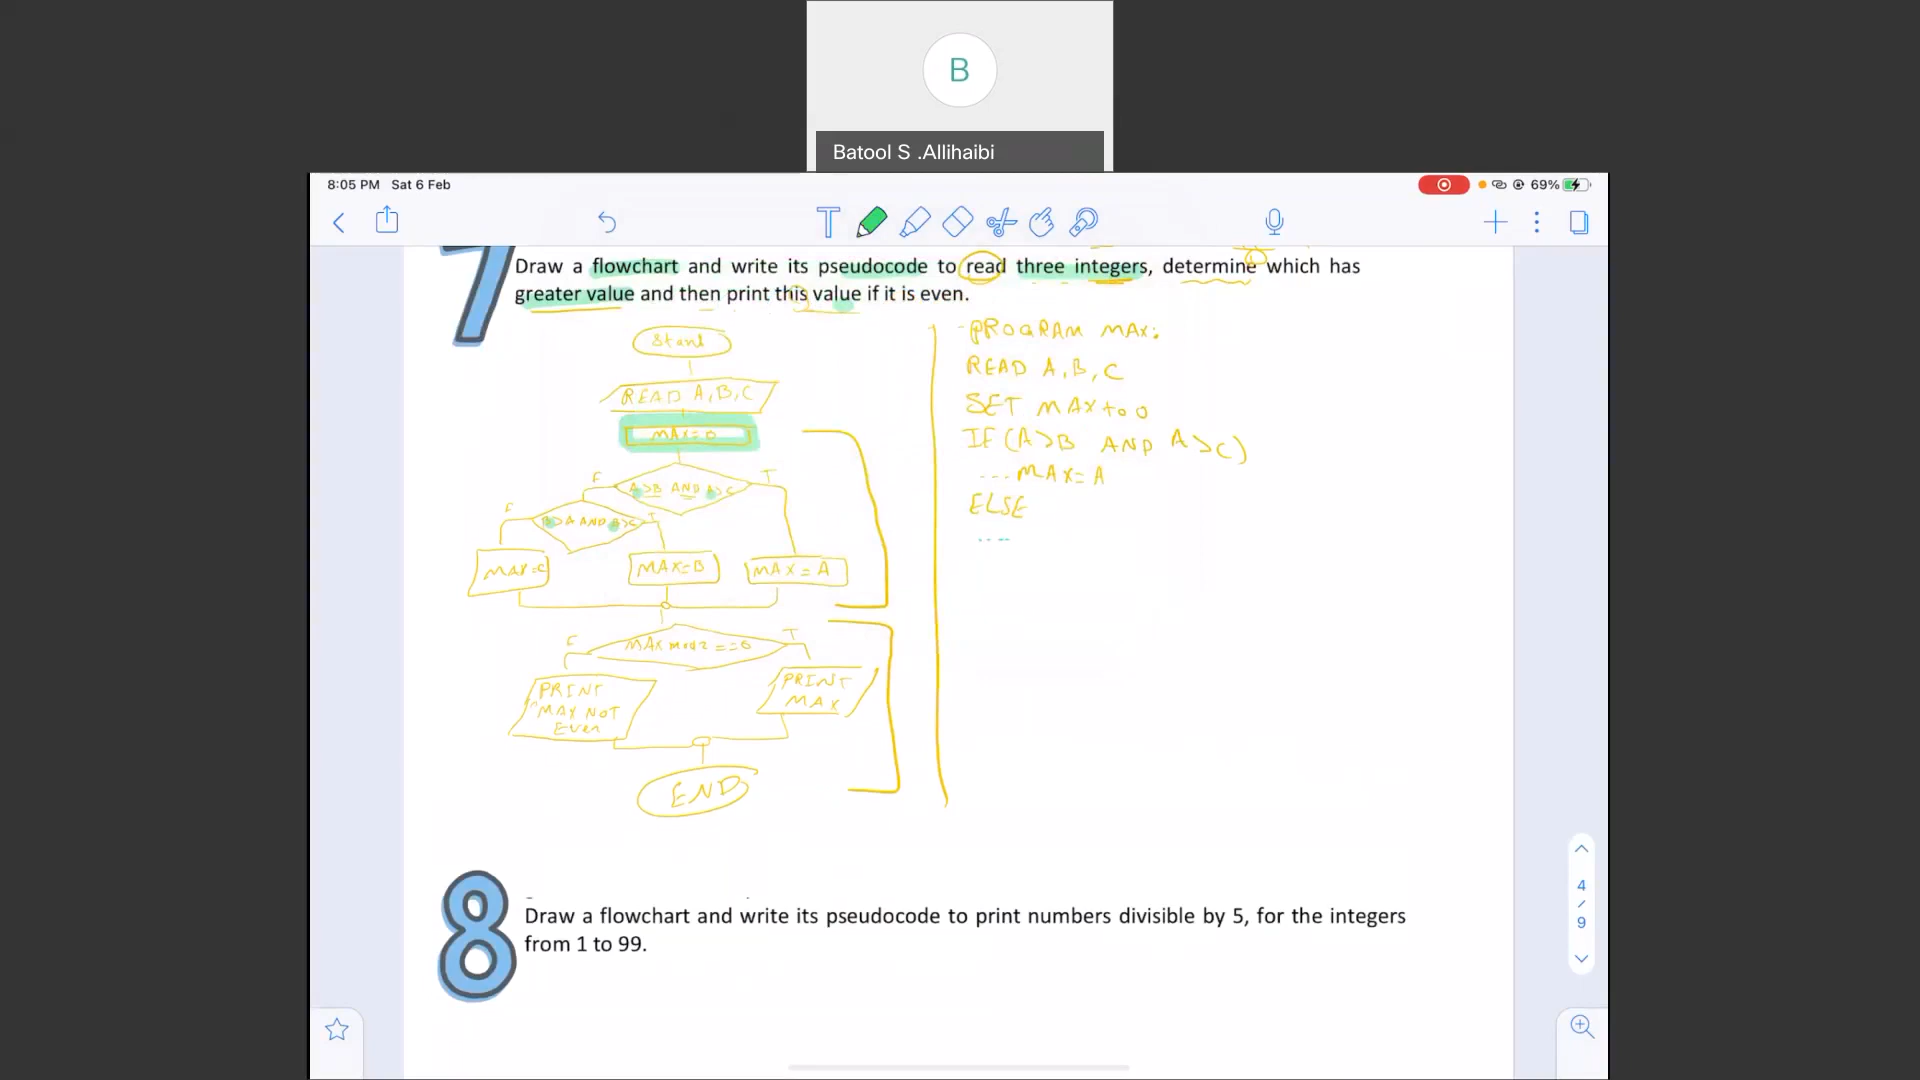 B
Batool S .Allihaibi
8:05 PM Sat 6 Feb
69%
7
Draw a flowchart and write its pseudocode to read three integers, determine which has
greater value and then print this value if it is even.
Start
READ A,B,C
MAX=0
F
A>B AND A>C
T
F
B>A AND B>C
T
MAX=C
MAX=B
MAX=A
F
MAX mod 2 ==0
T
PRINT
MAX NOT
Even
PRINT
MAX
END
PROGRAM MAX:
READ A,B,C
SET MAX to 0
IF(A>B AND A>C)
....MAX=A
ELSE
....
8
Draw a flowchart and write its pseudocode to print numbers divisible by 5, for the integers
from 1 to 99.
4
/
9